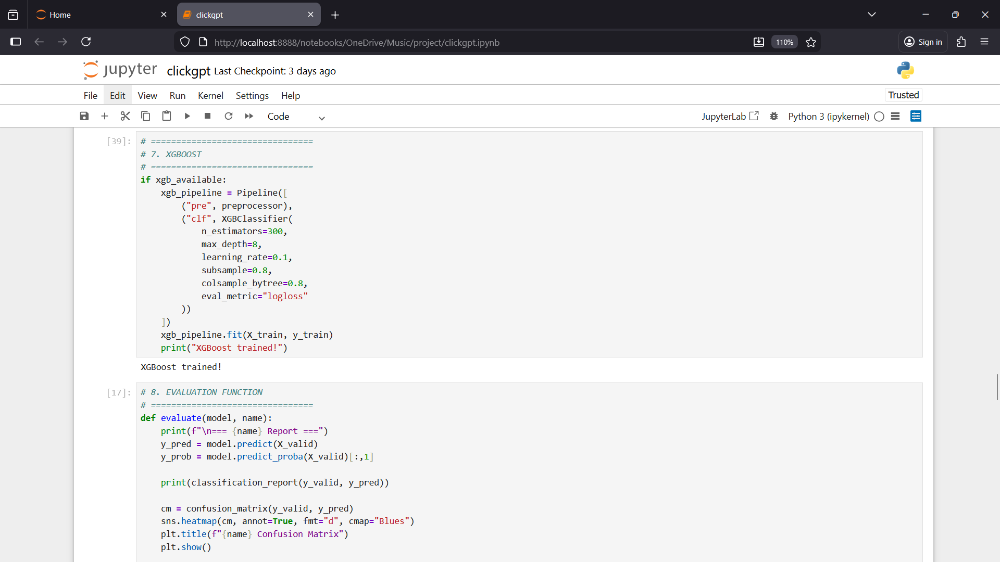 Home
clickgpt
http://localhost:8888/notebooks/OneDrive/Music/project/clickgpt.ipynb
110%
Sign in
jupyter clickgpt Last Checkpoint: 3 days ago
File Edit View Run Kernel Settings Help
Trusted
Code
JupyterLab
Python 3 (ipykernel)
[39]: # ================================
# 7. XGBOOST
# ================================
if xgb_available:
    xgb_pipeline = Pipeline([
        ("pre", preprocessor),
        ("clf", XGBClassifier(
            n_estimators=300,
            max_depth=8,
            learning_rate=0.1,
            subsample=0.8,
            colsample_bytree=0.8,
            eval_metric="logloss"
        ))
    ])
    xgb_pipeline.fit(X_train, y_train)
    print("XGBoost trained!")
XGBoost trained!
[17]: # 8. EVALUATION FUNCTION
# ================================
def evaluate(model, name):
    print(f"\n=== {name} Report ===")
    y_pred = model.predict(X_valid)
    y_prob = model.predict_proba(X_valid)[:,1]
    print(classification_report(y_valid, y_pred))
    cm = confusion_matrix(y_valid, y_pred)
    sns.heatmap(cm, annot=True, fmt="d", cmap="Blues")
    plt.title(f"{name} Confusion Matrix")
    plt.show()